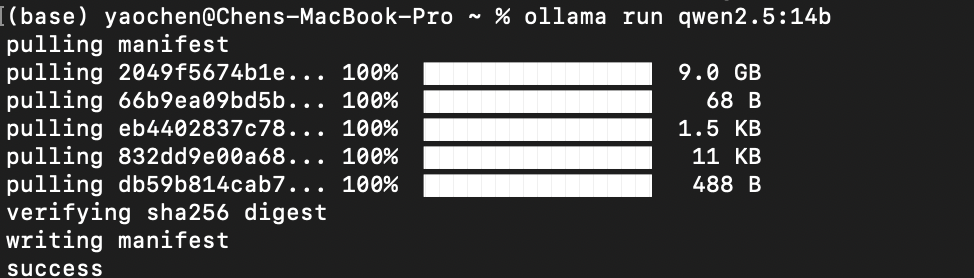 (base) yaochen@Chens-MacBook-Pro ~ % ollama run qwen2.5:14b
pulling manifest
pulling 2049f5674b1e... 100% 9.0 GB
pulling 66b9ea09bd5b... 100% 68 B
pulling eb4402837c78... 100% 1.5 KB
pulling 832dd9e00a68... 100% 11 KB
pulling db59b814cab7... 100% 488 B
verifying sha256 digest
writing manifest
success